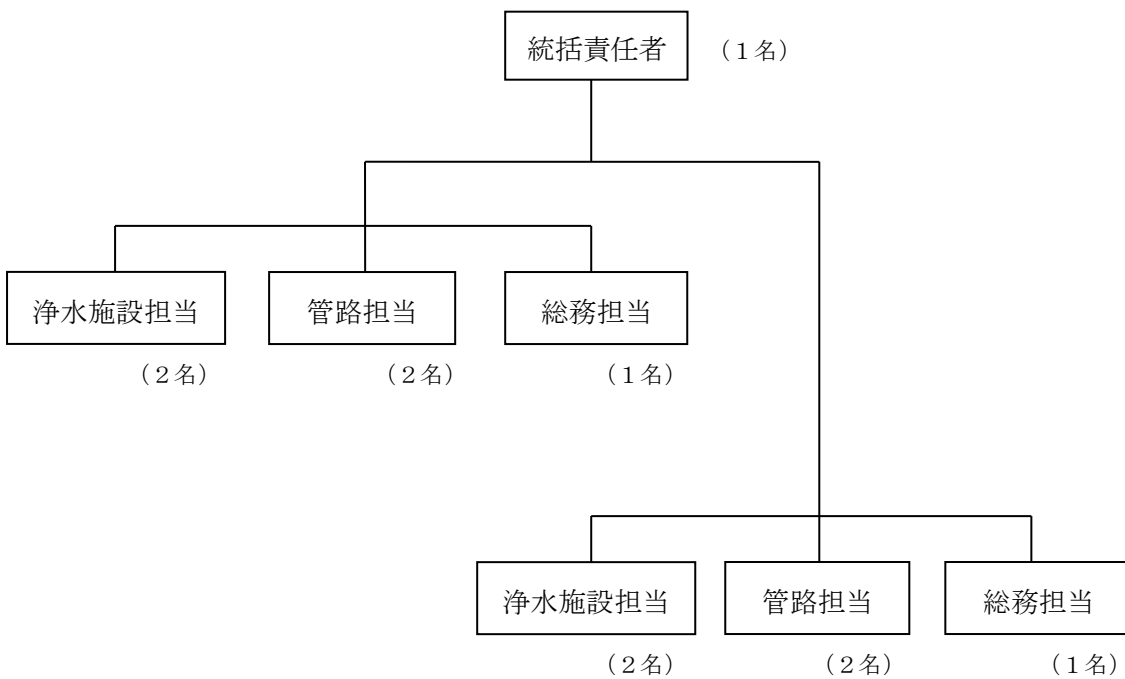 統括責任者 (1名)
浄水施設担当 管路担当 総務担当
(2名) (2名) (1名)
浄水施設担当 管路担当 総務担当
(2名) (2名) (1名)